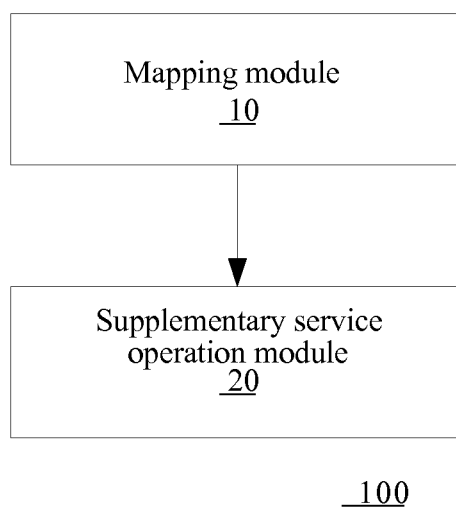 Mapping module
10
Supplementary service
operation module
20
100